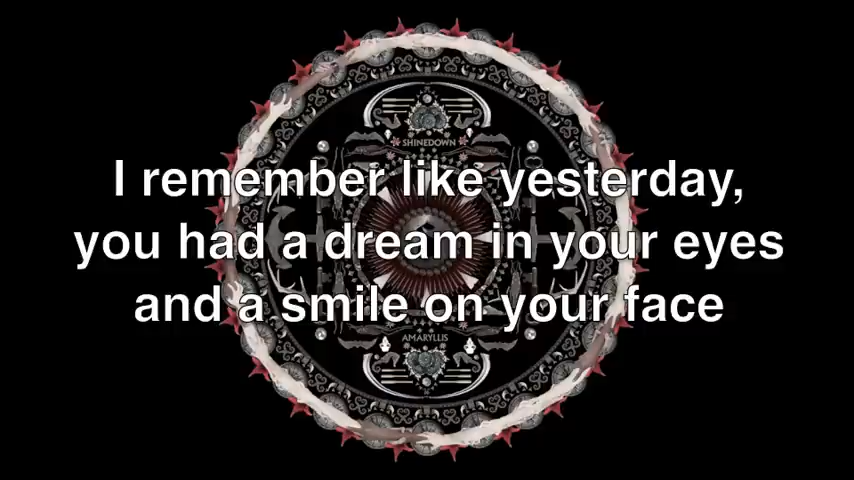 SHINEDOWN
I remember like yesterday,
you had a dream in your eyes
and a smile on your face
AMARYLLIS